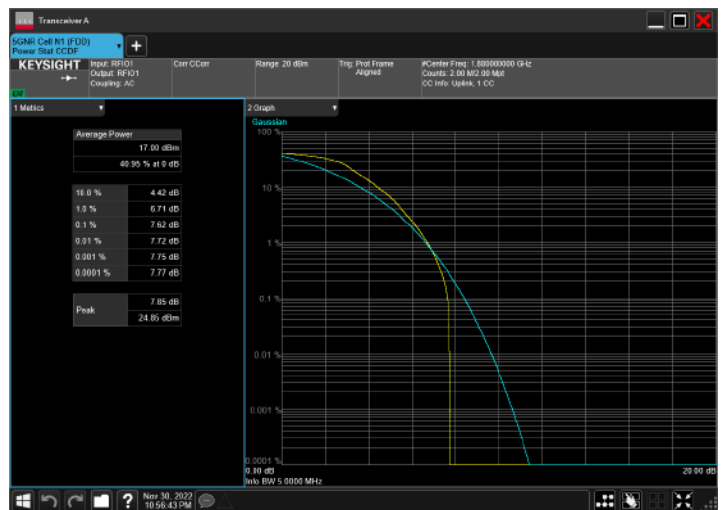 Transceiver A
5GNR Cell N1 (FDD)
Power Stat CCDF
KEYSIGHT
Input: RFIO1
Output: RFIO1
Coupling: AC
Corr CCorr
Range: 20 dBm
Trig: Prot Frame
Aligned
#Center Freq: 1.880000000 GHz
Counts: 2.00 M/2.00 Mpt
CC Info: Uplink, 1 CC
1 Metrics
2 Graph
Average Power
17.00 dBm
40.95 % at 0 dB
10.0 % 4.42 dB
1.0 % 6.71 dB
0.1 % 7.62 dB
0.01 % 7.72 dB
0.001 % 7.75 dB
0.0001 % 7.77 dB
Peak
7.85 dB
24.85 dBm
Gaussian
100 %
10 %
1 %
0.1 %
0.01 %
0.001 %
0.0001 %
0.00 dB
20.00 dB
Info BW 5.0000 MHz
Nov 30, 2022
10:56:43 PM